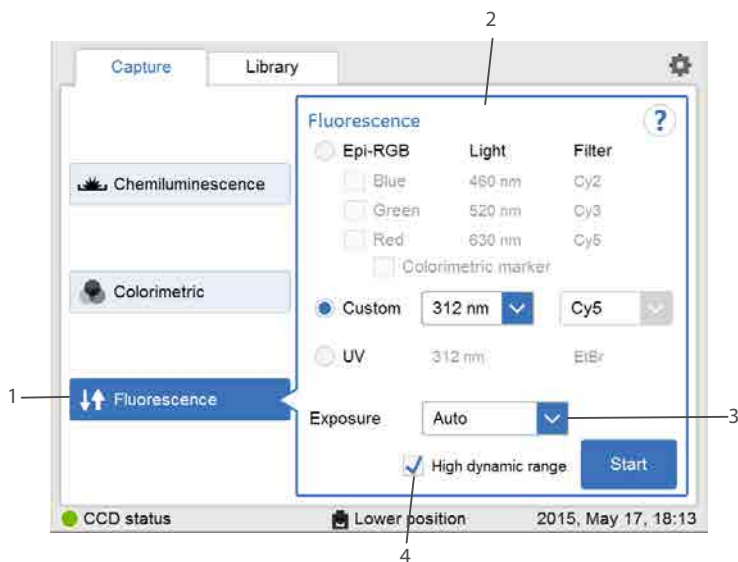 2
Capture Library
Fluorescence ?
Epi-RGB Light Filter
Blue 460 nm Cy2
Chemiluminescence
Green 520 nm Cy3
Red 630 nm Cy5
Colorimetric marker
Colorimetric
Custom 312 nm Cy5
UV 312 nm EtBr
1 Fluorescence
Exposure Auto 3
High dynamic range Start
CCD status Lower position 2015, May 17, 18:13
4